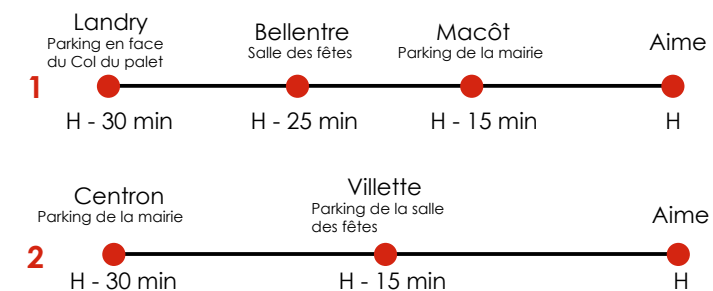 Landry
Parking en face
du Col du palet
Bellentre
Salle des fêtes
Macôt
Parking de la mairie
Aime
1
H - 30 min
H - 25 min
H - 15 min
H
Centron
Parking de la mairie
Villette
Parking de la salle
des fêtes
Aime
2
H - 30 min
H - 15 min
H